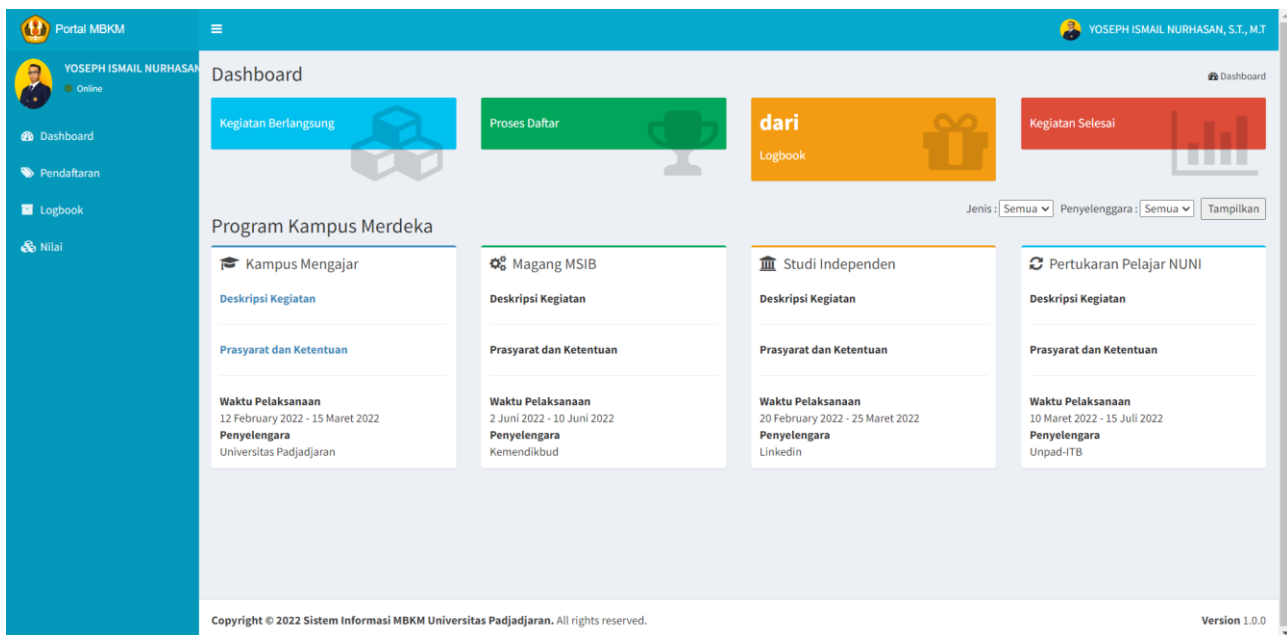 Portal MBKM
YOSEPH ISMAIL NURHASAN, S.T., M.T
YOSEPH ISMAIL NURHASAN
Online
Dashboard
Pendaftaran
Logbook
Nilai
Dashboard
Dashboard
Kegiatan Berlangsung
Proses Daftar
dari
Logbook
Kegiatan Selesai
Jenis : Semua Penyelenggara : Semua Tampilkan
Program Kampus Merdeka
Kampus Mengajar
Deskripsi Kegiatan
Prasyarat dan Ketentuan
Waktu Pelaksanaan
12 February 2022 - 15 Maret 2022
Penyelengara
Universitas Padjadjaran
Magang MSIB
Deskripsi Kegiatan
Prasyarat dan Ketentuan
Waktu Pelaksanaan
2 Juni 2022 - 10 Juni 2022
Penyelengara
Kemendikbud
Studi Independen
Deskripsi Kegiatan
Prasyarat dan Ketentuan
Waktu Pelaksanaan
20 February 2022 - 25 Maret 2022
Penyelengara
Linkedin
Pertukaran Pelajar NUNI
Deskripsi Kegiatan
Prasyarat dan Ketentuan
Waktu Pelaksanaan
10 Maret 2022 - 15 Juli 2022
Penyelengara
Unpad-ITB
Copyright © 2022 Sistem Informasi MBKM Universitas Padjadjaran. All rights reserved.
Version 1.0.0